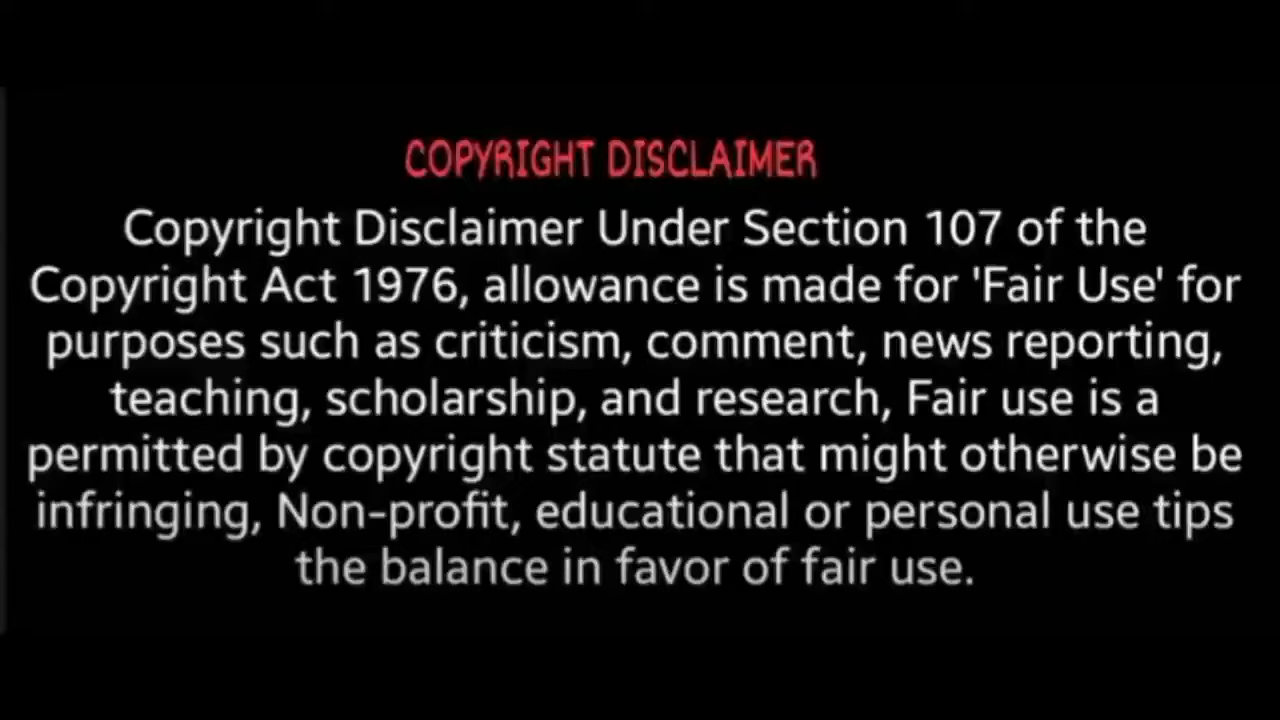 COPYRIGHT DISCLAIMER
Copyright Disclaimer Under Section 107 of the
Copyright Act 1976, allowance is made for 'Fair Use' for
purposes such as criticism, comment, news reporting,
teaching, scholarship, and research, Fair use is a
permitted by copyright statute that might otherwise be
infringing, Non-profit, educational or personal use tips
the balance in favor of fair use.